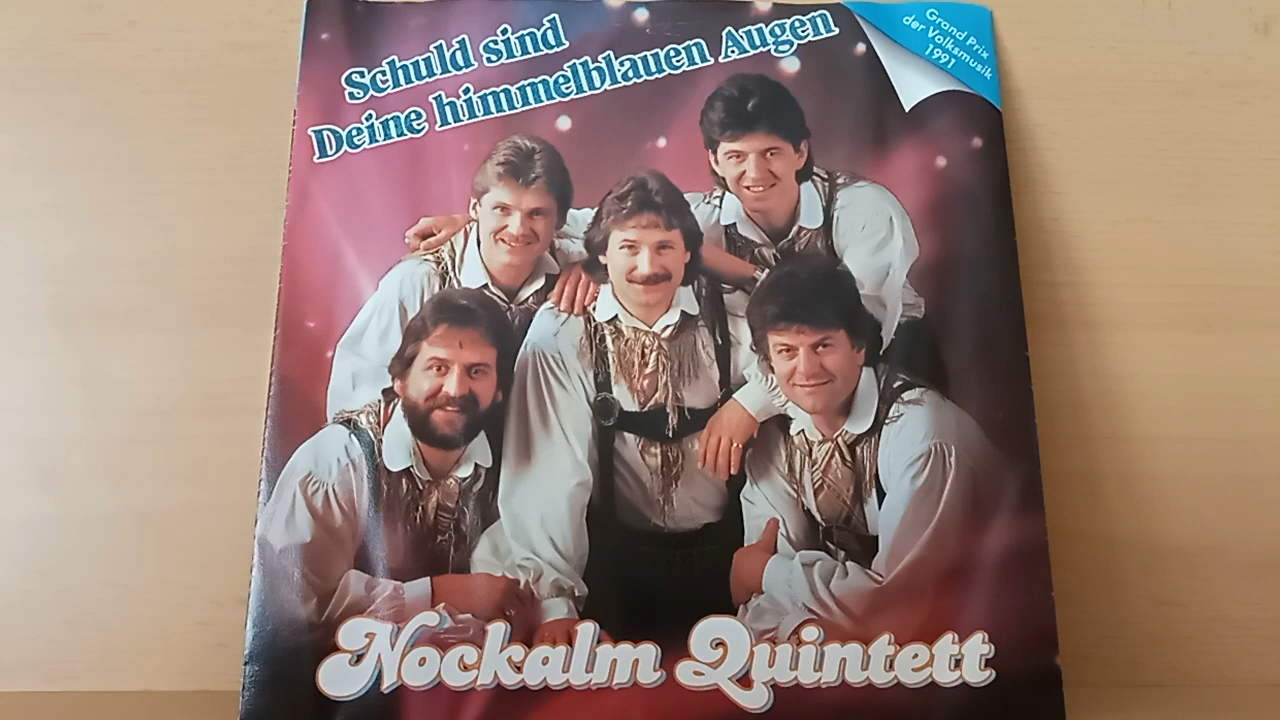 Schuld sind
Deine himmelblauen Augen
Grand Prix
der Volksmusik
1991
Nockalm Quintett